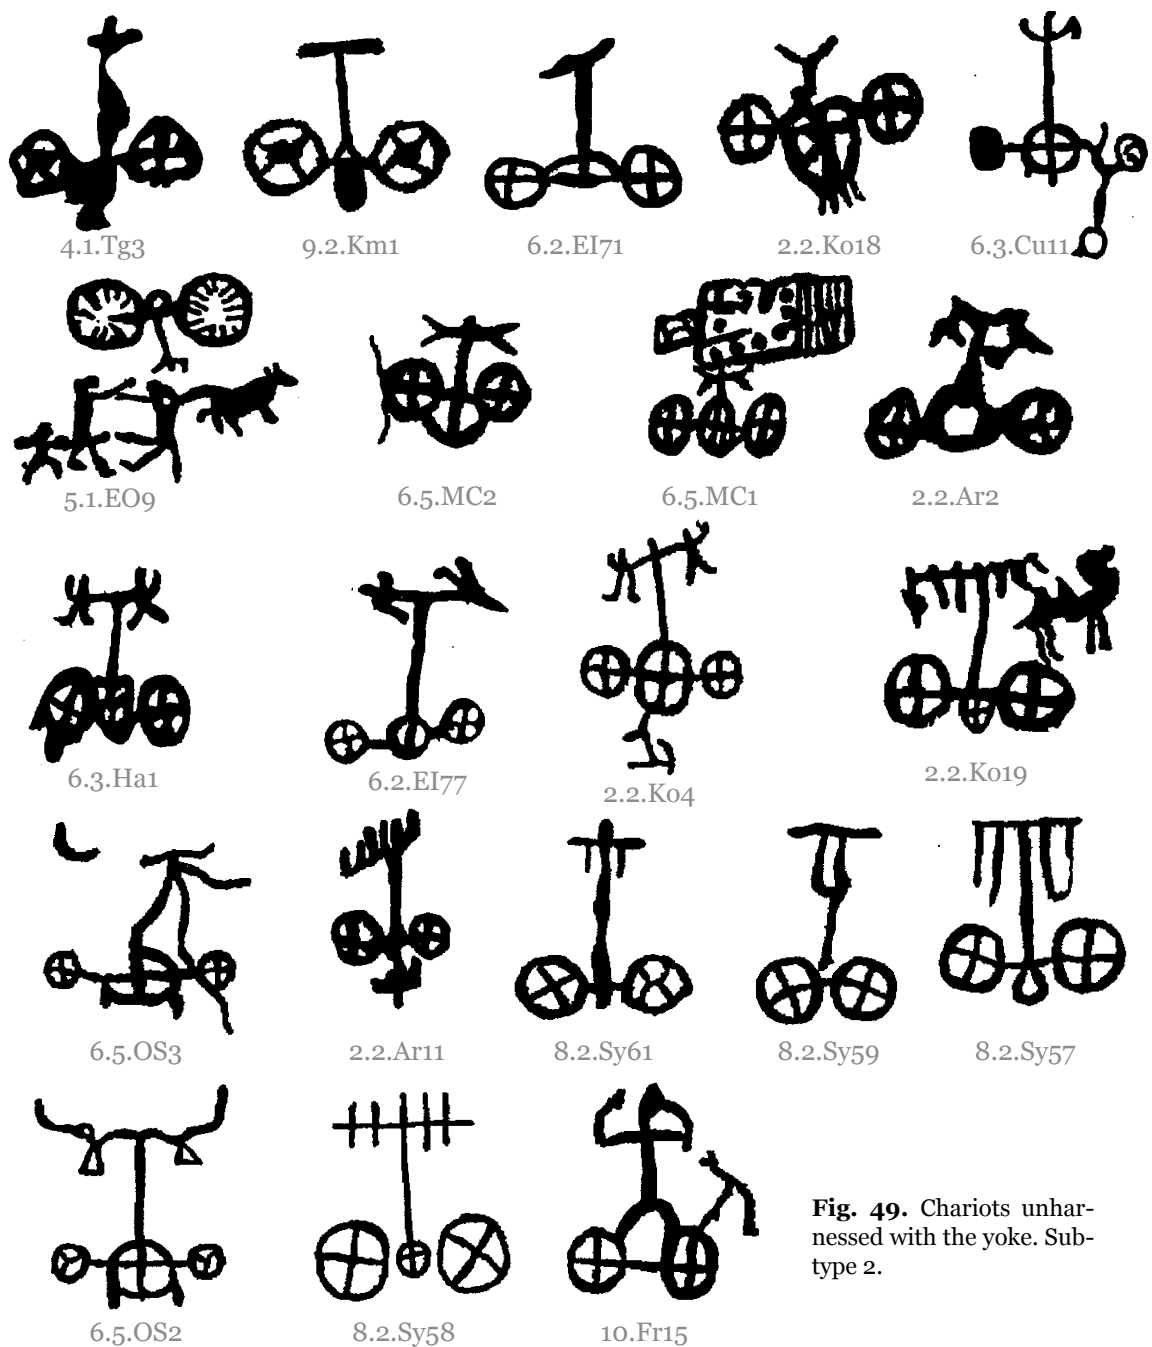 4.1.Tg3 9.2.Km1 6.2.EI71 2.2.Ko18 6.3.Cu11
5.1.EO9 6.5.MC2 6.5.MC1 2.2.Ar2
6.3.Ha1 6.2.EI77 2.2.Ko4 2.2.Ko19
6.5.OS3 2.2.Ar11 8.2.Sy61 8.2.Sy59 8.2.Sy57
Fig. 49. Chariots unhar-
nessed with the yoke. Sub-
type 2.
6.5.OS2 8.2.Sy58 10.Fr15